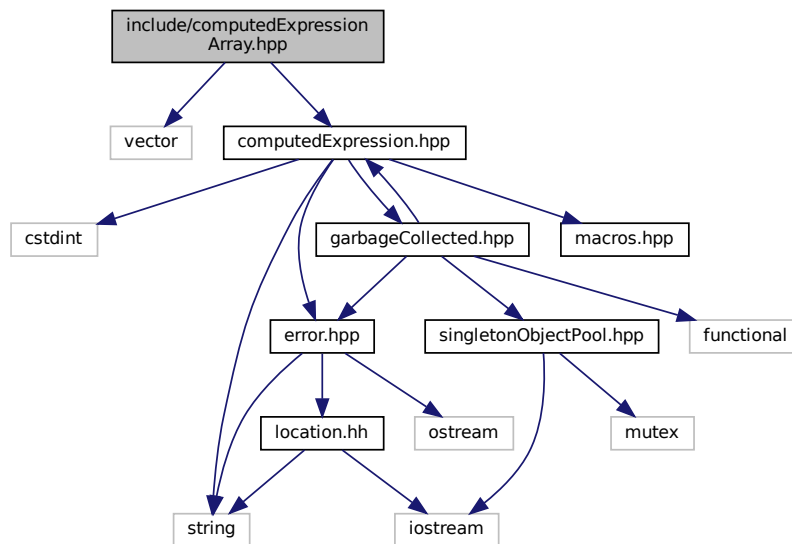 include/computedExpression
Array.hpp
vector
computedExpression.hpp
cstdint
garbageCollected.hpp
macros.hpp
error.hpp
singletonObjectPool.hpp
functional
location.hh
ostream
mutex
string
iostream